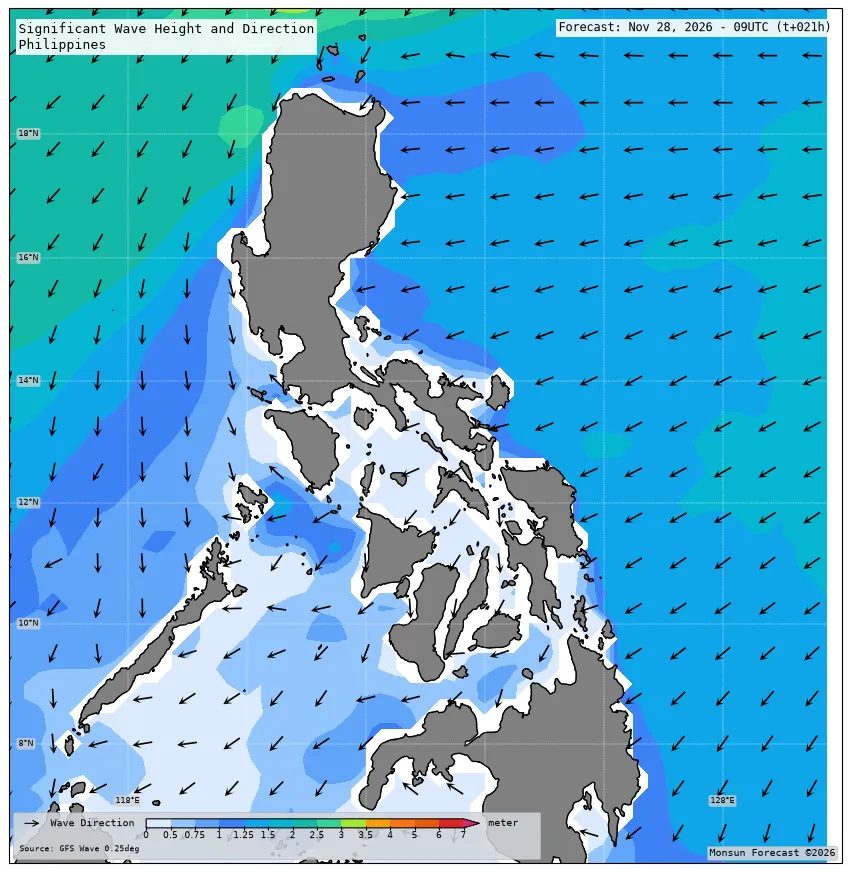 Significant Wave Height and Direction
Philippines
Forecast: Nov 28, 2026 - 09UTC (t+021h)
18°N
16°N
14°N
12°N
10°N
8°N
118°E
128°E
Wave Direction
0 0.5 0.75 1 1.25 1.5 2 2.5 3 3.5 4 5 6 7
meter
Source: GFS Wave 0.25deg
Monsun Forecast ©2026